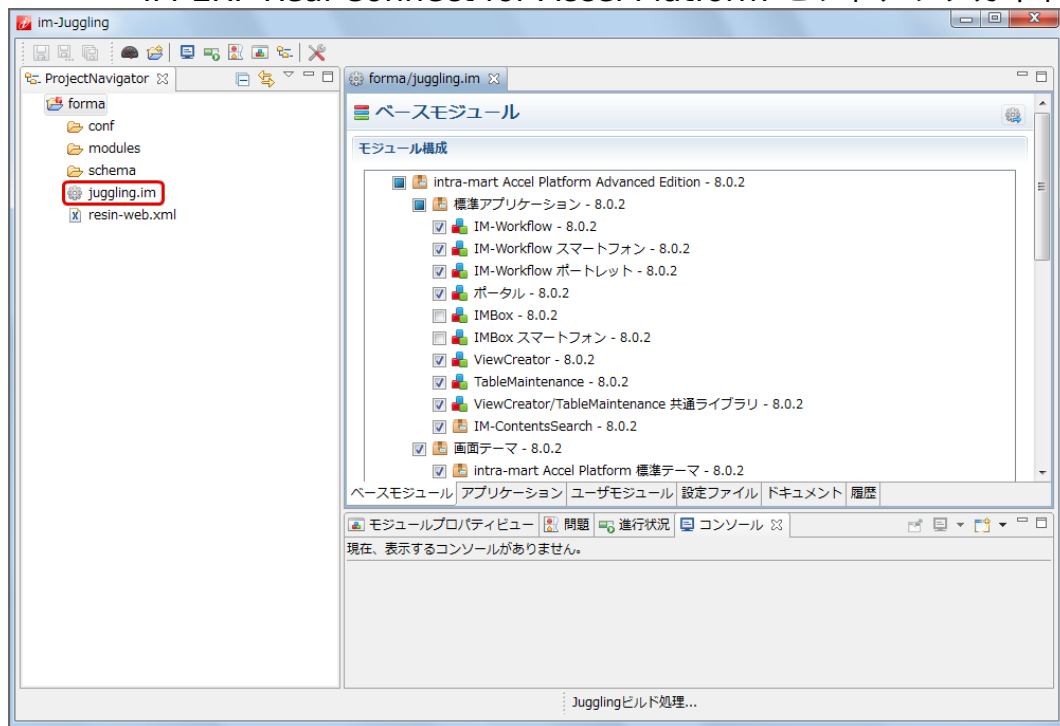 im-Juggling
ProjectNavigator
forma
conf
modules
schema
juggling.im
resin-web.xml
forma/juggling.im
ベースモジュール
モジュール構成
intra-mart Accel Platform Advanced Edition - 8.0.2
標準アプリケーション - 8.0.2
IM-Workflow - 8.0.2
IM-Workflow スマートフォン - 8.0.2
IM-Workflow ポートレット - 8.0.2
ポータル - 8.0.2
IMBox - 8.0.2
IMBox スマートフォン - 8.0.2
ViewCreator - 8.0.2
TableMaintenance - 8.0.2
ViewCreator/TableMaintenance 共通ライブラリ - 8.0.2
IM-ContentsSearch - 8.0.2
画面テーマ - 8.0.2
intra-mart Accel Platform 標準テーマ - 8.0.2
ベースモジュール アプリケーション ユーザモジュール 設定ファイル ドキュメント 履歴
モジュールプロパティビュー 問題 進行状況 コンソール
現在、表示するコンソールがありません。
Jugglingビルド処理...